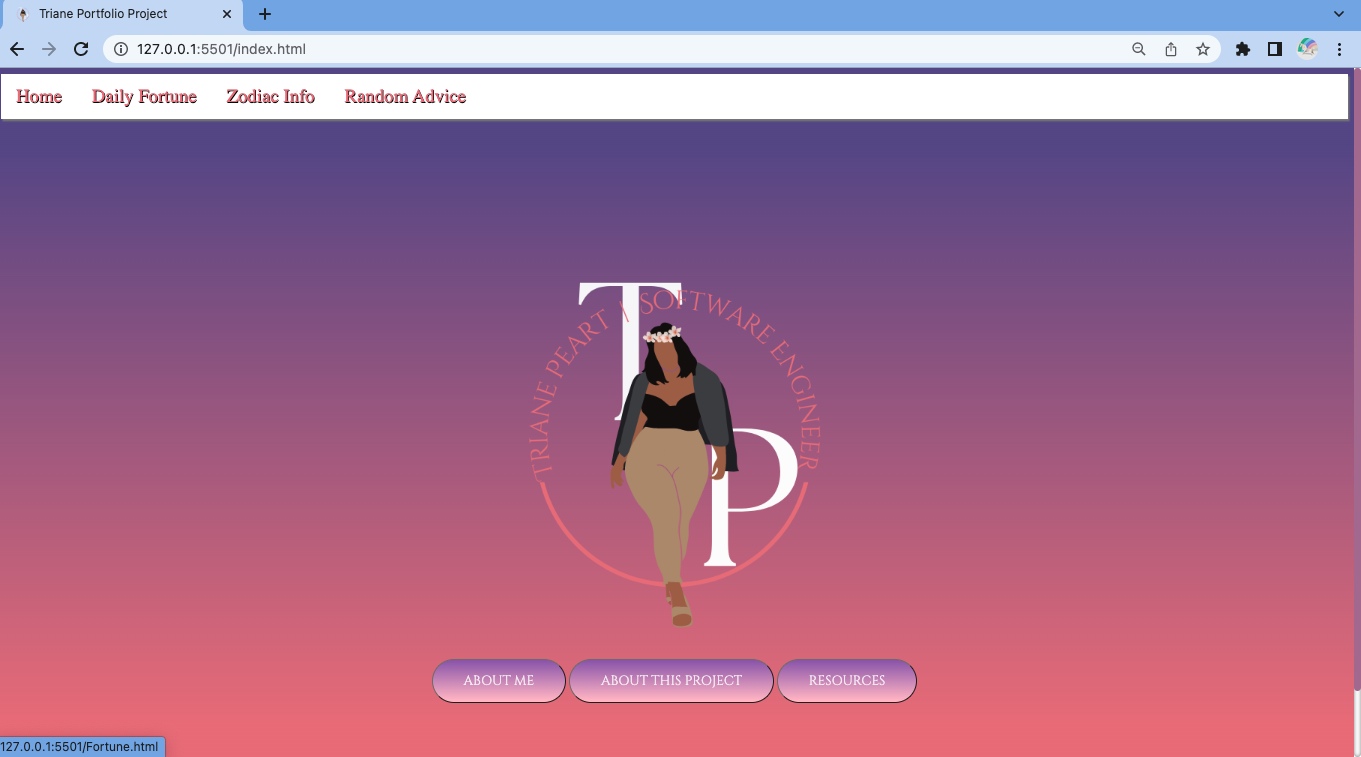 Triane Portfolio Project
127.0.0.1:5501/index.html
Home Daily Fortune Zodiac Info Random Advice
TRIANE PEART | SOFTWARE ENGINEER
T
P
ABOUT ME ABOUT THIS PROJECT RESOURCES
127.0.0.1:5501/Fortune.html